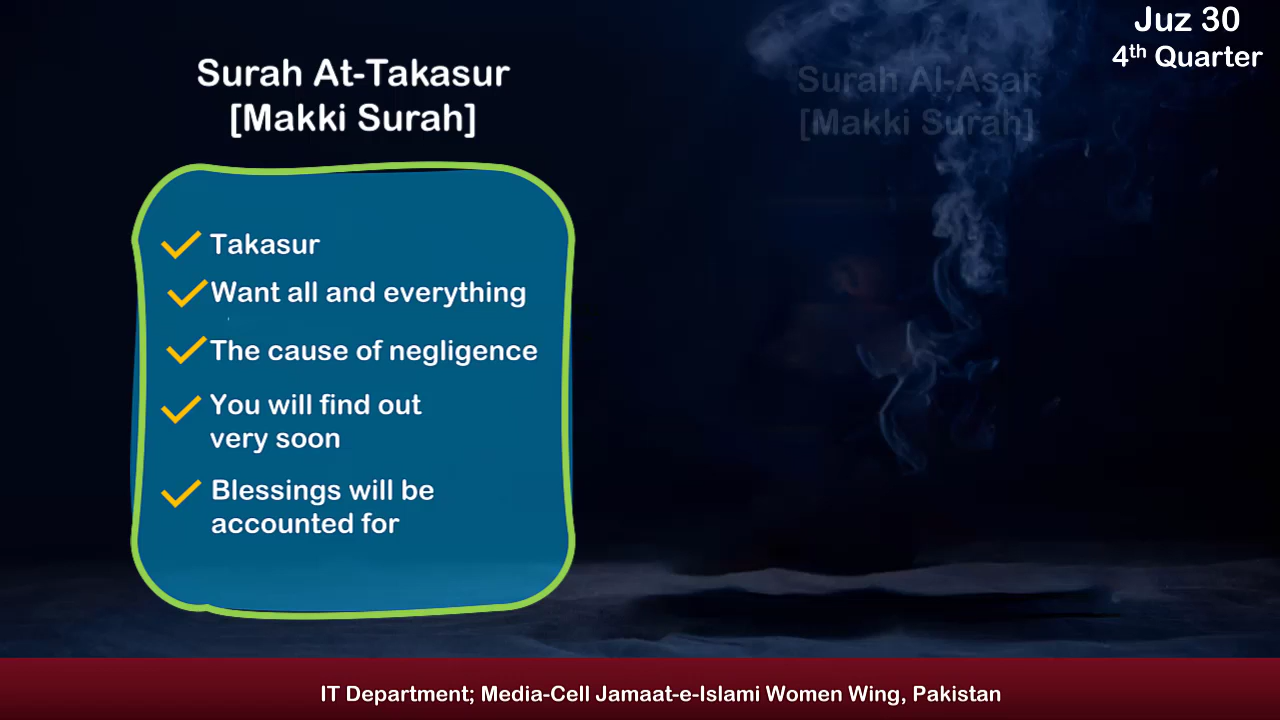 Juz 30
4th Quarter
Surah At-Takasur
[Makki Surah]
Surah Al-Asar
[Makki Surah]
Takasur
Want all and everything
The cause of negligence
You will find out
very soon
Blessings will be
accounted for
IT Department; Media-Cell Jamaat-e-Islami Women Wing, Pakistan